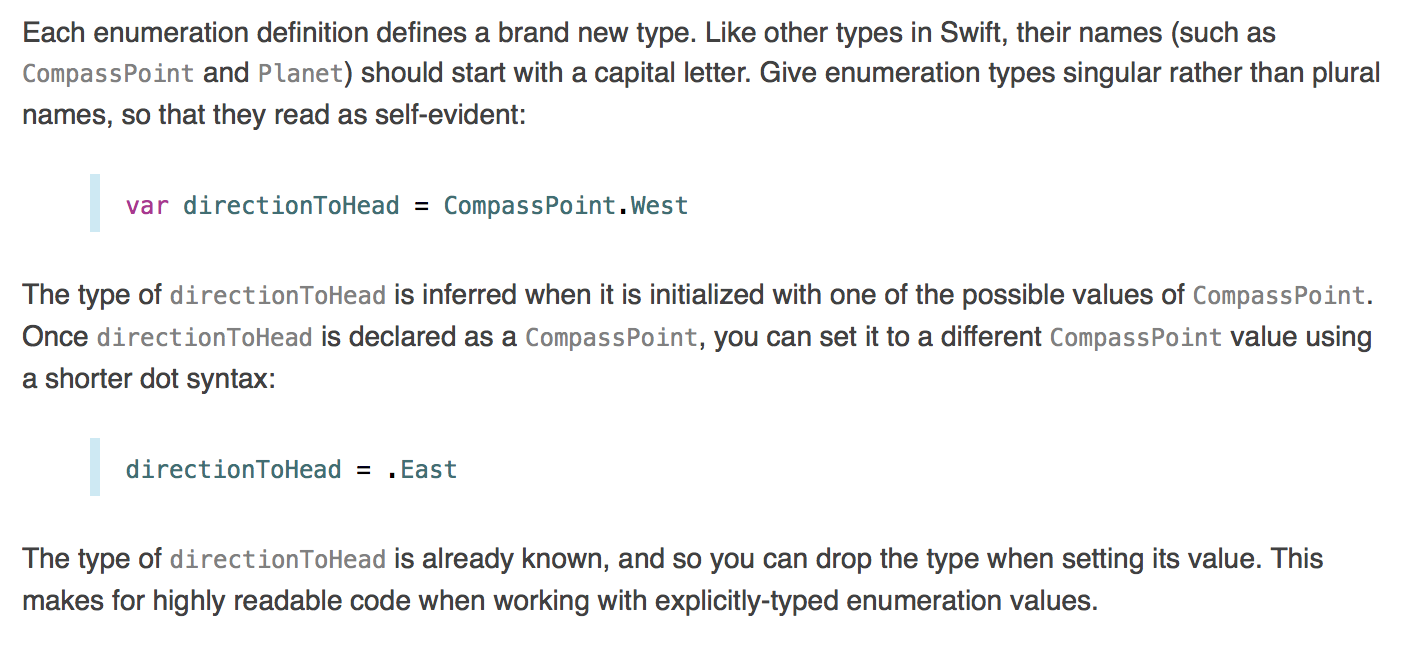 Each enumeration definition defines a brand new type. Like other types in Swift, their names (such as
CompassPoint and Planet) should start with a capital letter. Give enumeration types singular rather than plural
names, so that they read as self-evident:
var directionToHead = CompassPoint.West
The type of directionToHead is inferred when it is initialized with one of the possible values of CompassPoint.
Once directionToHead is declared as a CompassPoint, you can set it to a different CompassPoint value using
a shorter dot syntax:
directionToHead = .East
The type of directionToHead is already known, and so you can drop the type when setting its value. This
makes for highly readable code when working with explicitly-typed enumeration values.